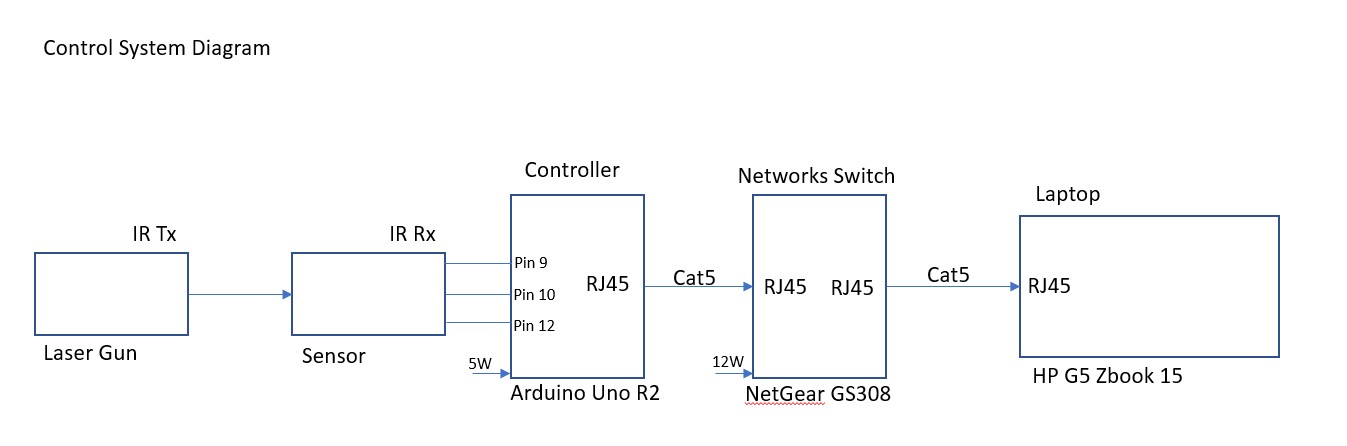 Control System Diagram
Controller
Networks Switch
Laptop
IR Tx
IR Rx
Pin 9
Pin 10
Pin 12
RJ45
Cat5
RJ45
RJ45
Cat5
RJ45
5W
12W
Laser Gun
Sensor
Arduino Uno R2
NetGear GS308
HP G5 Zbook 15